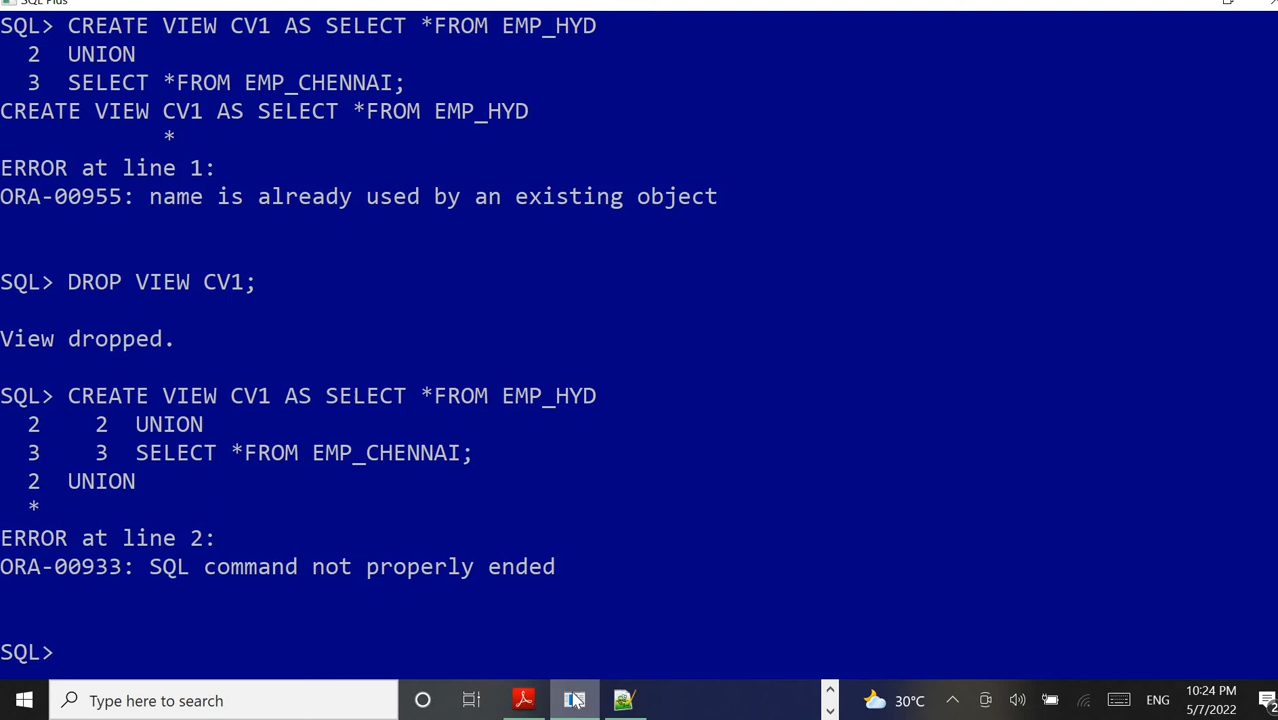 SQL Plus
SQL> CREATE VIEW CV1 AS SELECT *FROM EMP_HYD
2 UNION
3 SELECT *FROM EMP_CHENNAI;
CREATE VIEW CV1 AS SELECT *FROM EMP_HYD
*
ERROR at line 1:
ORA-00955: name is already used by an existing object
SQL> DROP VIEW CV1;
View dropped.
SQL> CREATE VIEW CV1 AS SELECT *FROM EMP_HYD
2 2 UNION
3 3 SELECT *FROM EMP_CHENNAI;
2 UNION
*
ERROR at line 2:
ORA-00933: SQL command not properly ended
SQL>
Type here to search
30°C
ENG
10:24 PM
5/7/2022
2